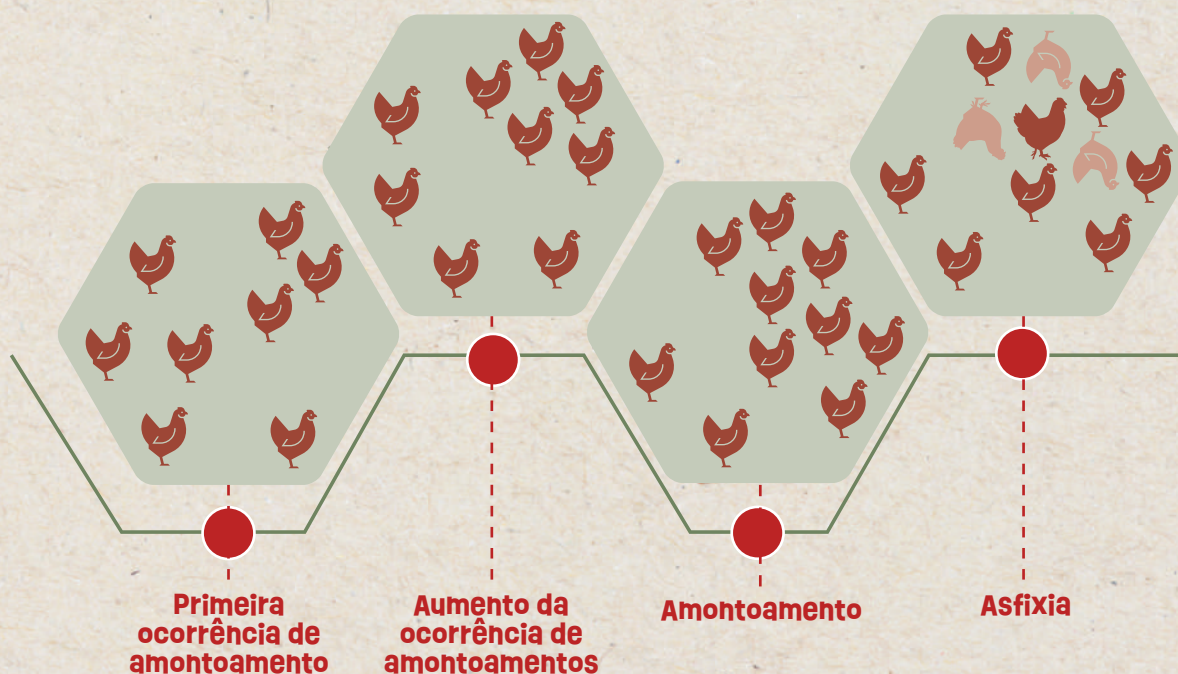 Primeira
ocorrência de
amontoamento
Aumento da
ocorrência de
amontoamentos
Amontoamento
Asfixia